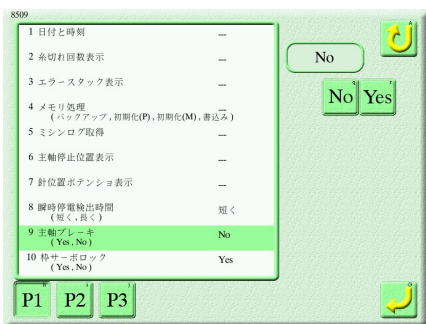 8509
1 日付と時刻 ---
2 糸切れ回数表示 ---
3 エラースタック表示 ---
4 メモリ処理 ---
(バックアップ,初期化(P),初期化(M),書込み)
5 ミシンログ取得 ---
6 主軸停止位置表示 ---
7 針位置ポテンショ表示 ---
8 瞬時停電検出時間 短く
(短く,長く)
9 主軸ブレーキ No
(Yes, No)
10 枠サーボロック Yes
(Yes, No)
No
No Yes
P1 P2 P3